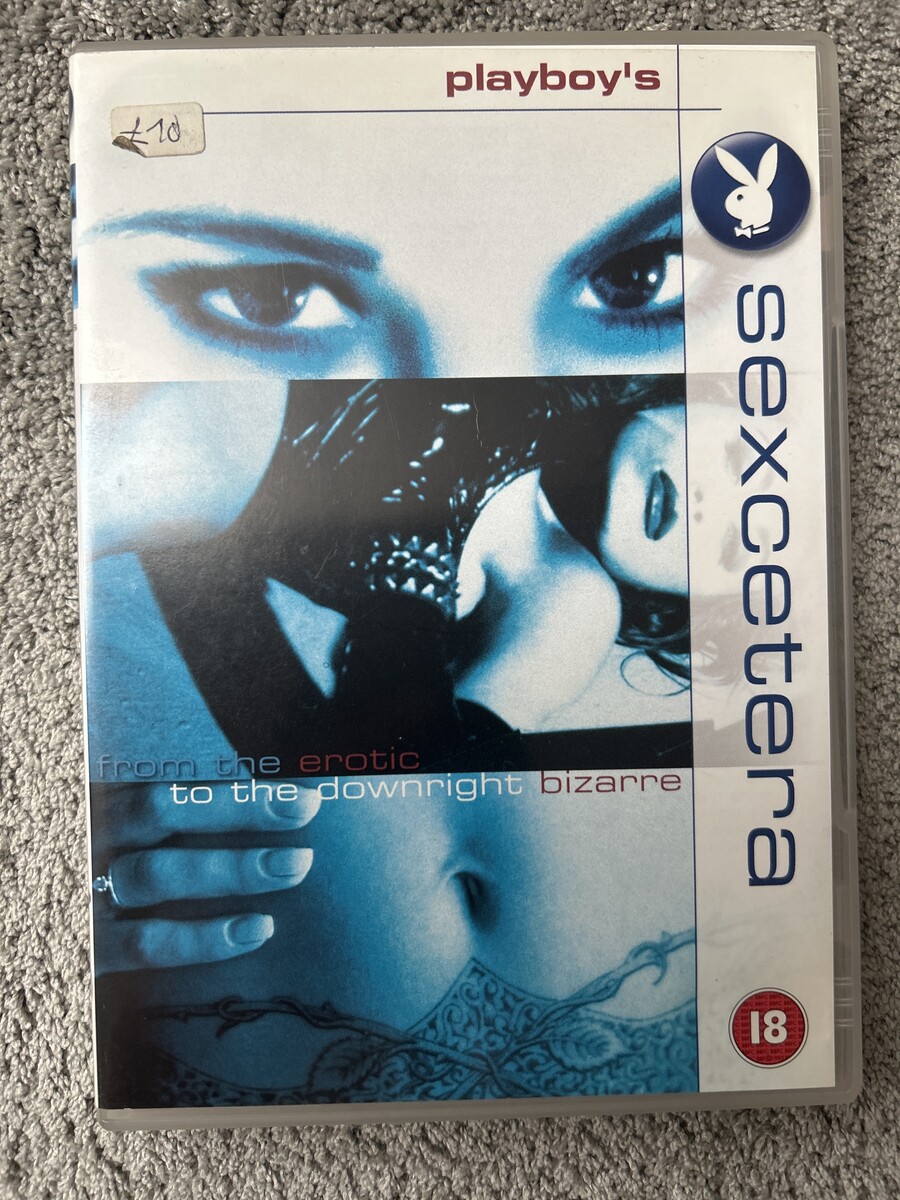 playboy's
£10
sexcetera
from the erotic
to the downright bizarre
18